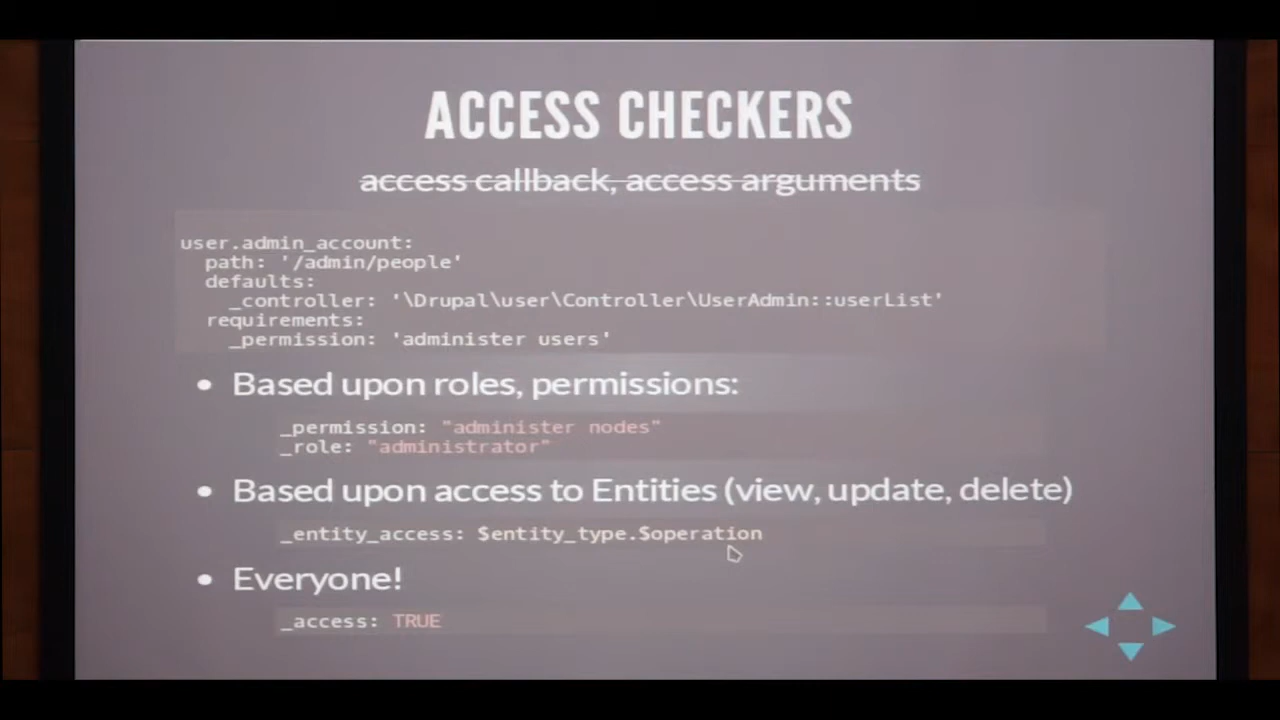 ACCESS CHECKERS
access callback, access arguments
user.admin_account:
  path: '/admin/people'
  defaults:
    _controller: '\Drupal\user\Controller\UserAdmin::userList'
  requirements:
    _permission: 'administer users'
• Based upon roles, permissions:
_permission: "administer nodes"
_role: "administrator"
• Based upon access to Entities (view, update, delete)
_entity_access: $entity_type.$operation
• Everyone!
_access: TRUE